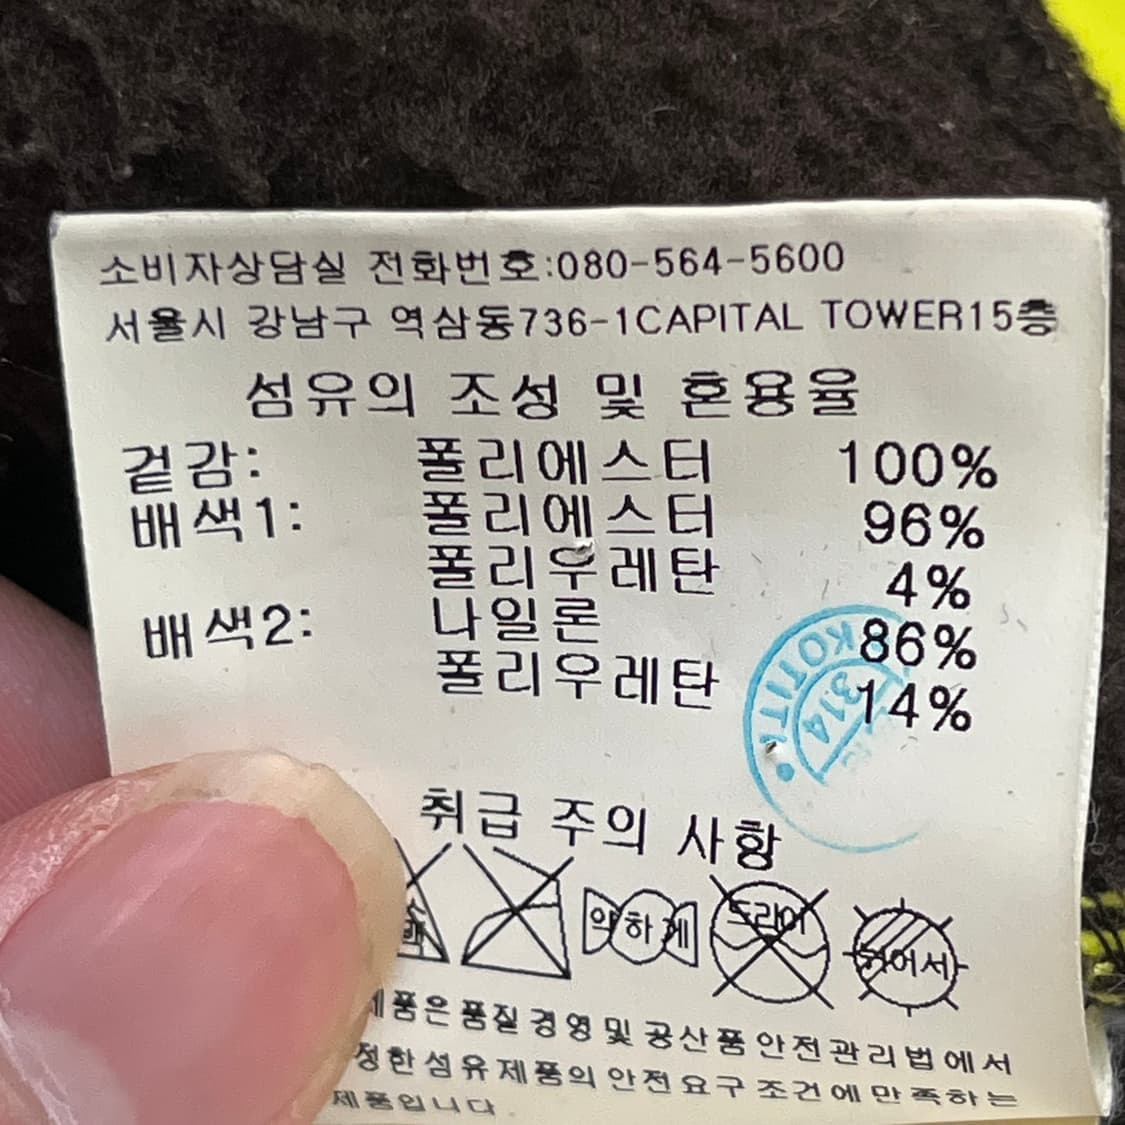 소비자상담실 전화번호:080-564-5600
서울시 강남구 역삼동736-1CAPITAL TOWER15층
섬유의 조성 및 혼용율
겉감: 폴리에스터 100%
배색1: 폴리에스터 96%
폴리우레탄 4%
배색2: 나일론 86%
폴리우레탄 14%
KOTITI
314
취급 주의 사항
약하게 드라이 뉘어서
제품은품질경영및공산품안전관리법에서
정한섬유제품의안전요구조건에만족하는
제품입니다.